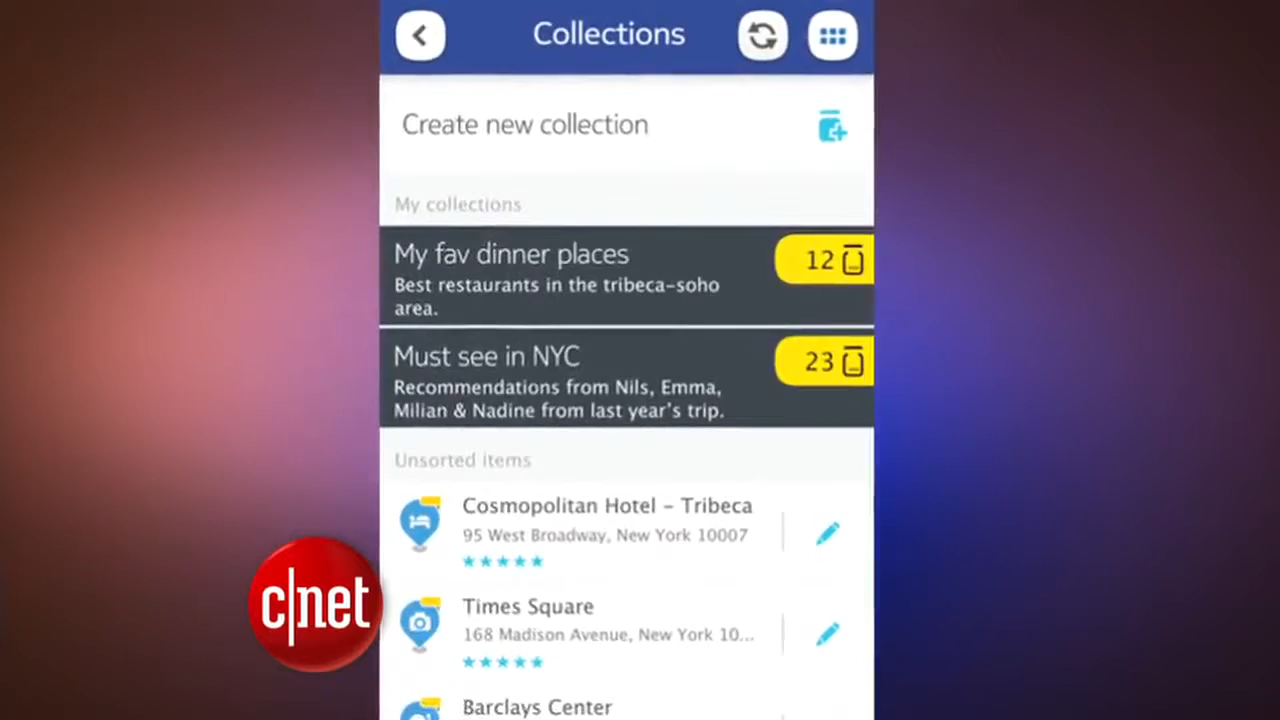 Collections
Create new collection
My collections
My fav dinner places
12
Best restaurants in the tribeca-soho
area.
Must see in NYC
23
Recommendations from Nils, Emma,
Milian & Nadine from last year's trip.
Unsorted items
Cosmopolitan Hotel – Tribeca
95 West Broadway, New York 10007
Times Square
168 Madison Avenue, New York 10...
Barclays Center
c|net